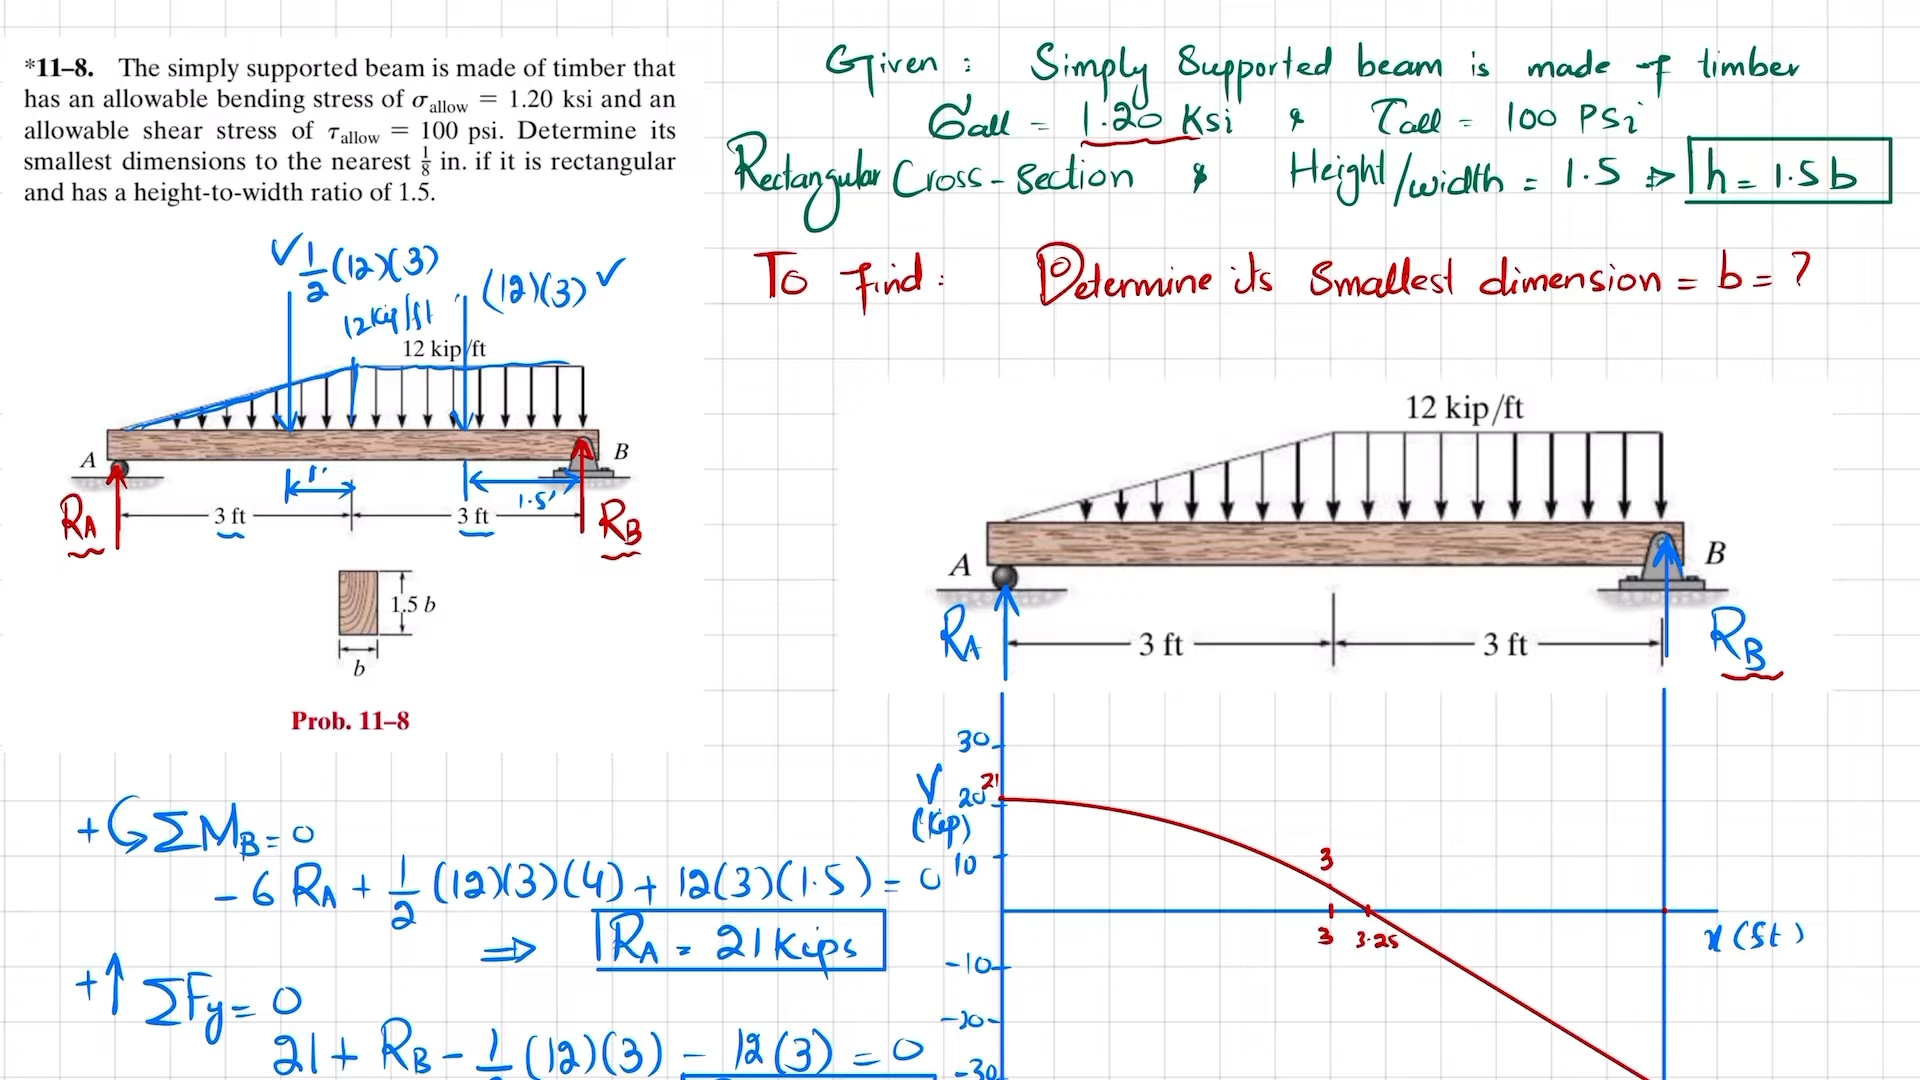 *11–8. The simply supported beam is made of timber that
has an allowable bending stress of σallow = 1.20 ksi and an
allowable shear stress of τallow = 100 psi. Determine its
smallest dimensions to the nearest 1/8 in. if it is rectangular
and has a height-to-width ratio of 1.5.
✓ 1/2 (12)(3)
(12)(3) ✓
12 kip/ft
12 kip/ft
A
B
1'
1.5'
RA
3 ft
3 ft
RB
1.5 b
b
Prob. 11–8
+ ΣMB = 0
- 6 RA + 1/2 (12)(3)(4) + 12(3)(1.5) = 0
⇒ RA = 21 Kips
+↑ ΣFy = 0
21 + RB - 1/2 (12)(3) - 12(3) = 0
Given : Simply Supported beam is made of timber
σall = 1.20 Ksi & τall = 100 PSi
Rectangular Cross-Section & Height/width = 1.5 ⇒ h = 1.5 b
To find : Determine its Smallest dimension = b = ?
12 kip/ft
A
B
RA
3 ft
3 ft
RB
30
V
(Kip)
21
20
10
3
3
3.25
x (ft)
-10
-20
-30